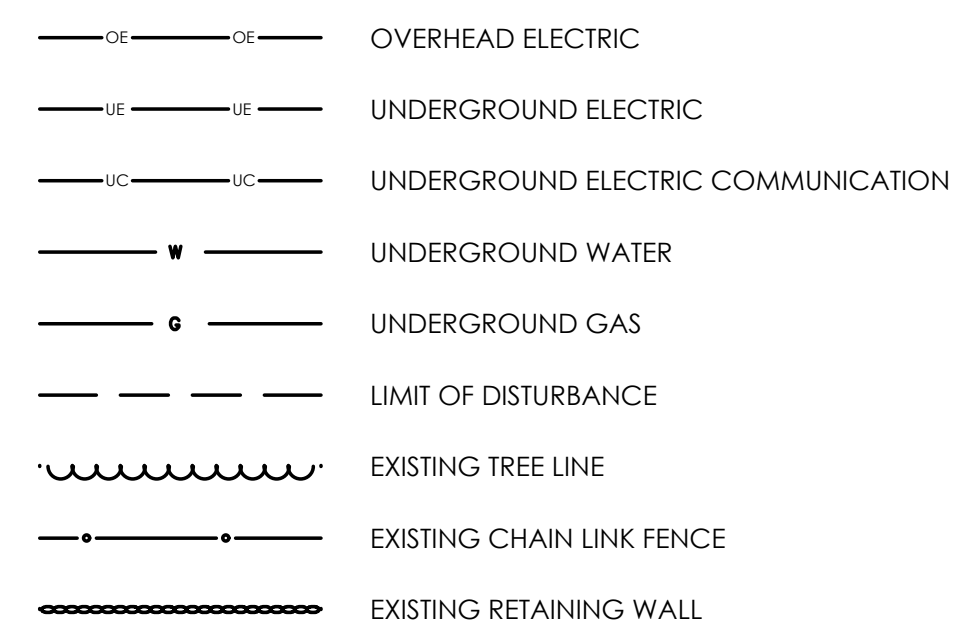 OE OE OVERHEAD ELECTRIC
UE UE UNDERGROUND ELECTRIC
UC UC UNDERGROUND ELECTRIC COMMUNICATION
W UNDERGROUND WATER
G UNDERGROUND GAS
LIMIT OF DISTURBANCE
EXISTING TREE LINE
EXISTING CHAIN LINK FENCE
EXISTING RETAINING WALL